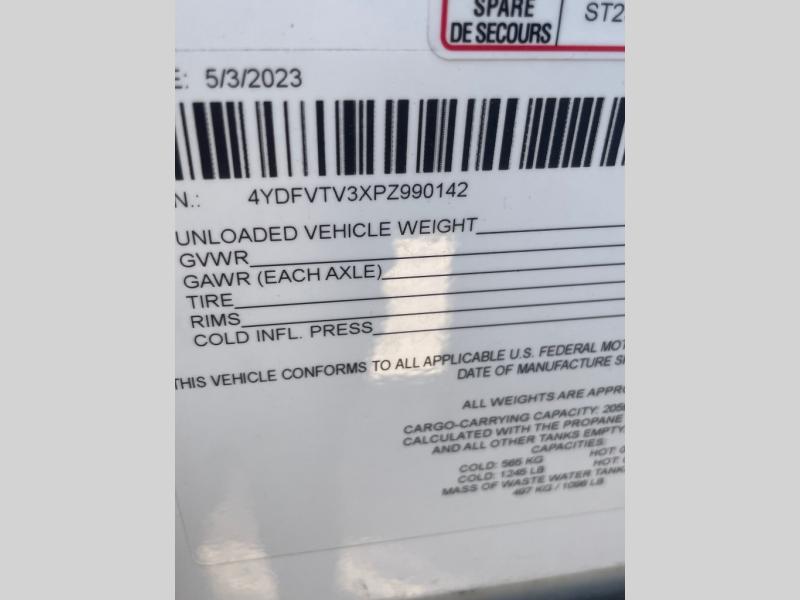 SPARE
DE SECOURS
E: 5/3/2023
N.: 4YDFVTV3XPZ990142
UNLOADED VEHICLE WEIGHT
GVWR
GAWR (EACH AXLE)
TIRE
RIMS
COLD INFL. PRESS
THIS VEHICLE CONFORMS TO ALL APPLICABLE U.S. FEDERAL
DATE OF MANUFACTURE
ALL WEIGHTS ARE
CARGO-CARRYING CAPACITY:
CALCULATED WITH THE PROPANE
AND ALL OTHER TANKS EMPTY
CAPACITIES:
COLD: 565 KG HOT:
COLD: 1245 LB HOT:
MASS OF WASTE WATER
497 KG / 1096 LB